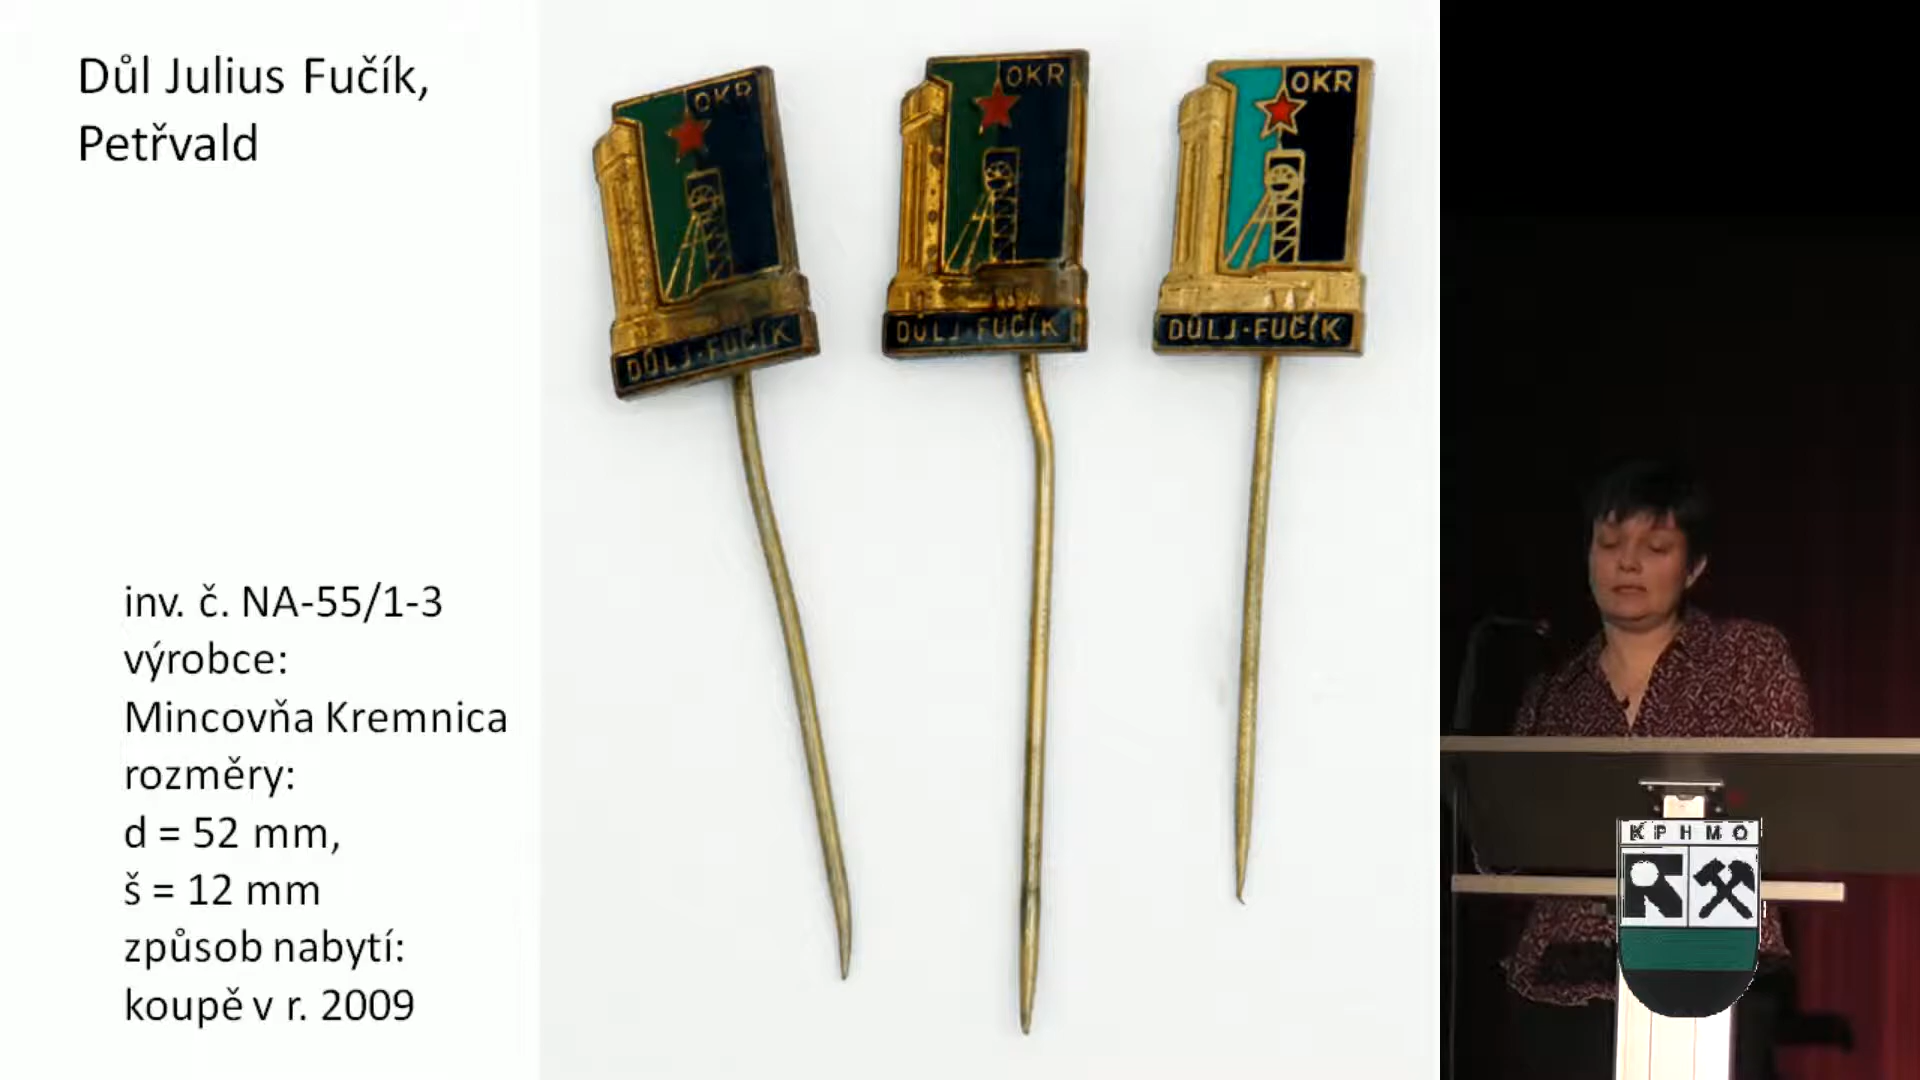 Důl Julius Fučík,
Petřvald
inv. č. NA-55/1-3
výrobce:
Mincovňa Kremnica
rozměry:
d = 52 mm,
š = 12 mm
způsob nabytí:
koupě v r. 2009
OKR
DŮL J·FUČÍK
OKR
DŮL J·FUČÍK
OKR
DŮL J·FUČÍK
KPHMO